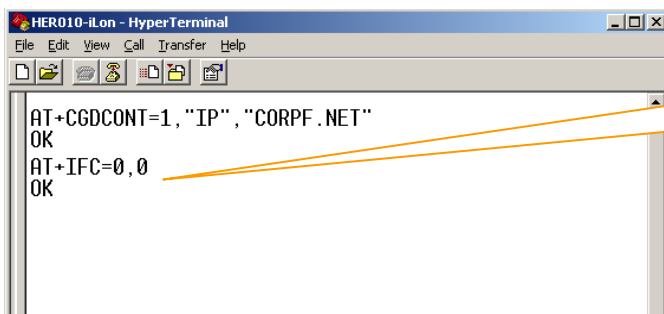 HER010-iLon - HyperTerminal
File Edit View Call Transfer Help
AT+CGDCONT=1,"IP","CORPF.NET"
OK
AT+IFC=0,0
OK